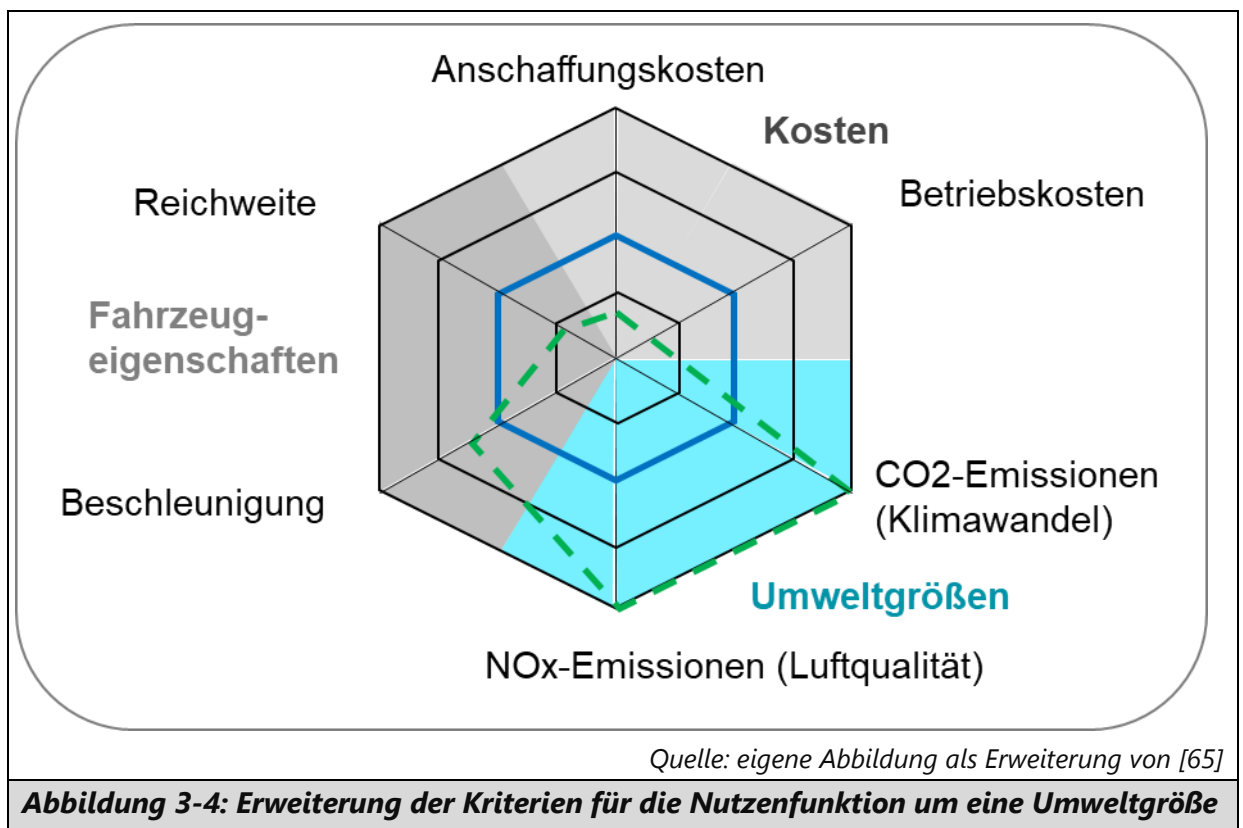 Anschaffungskosten
Kosten
Reichweite
Betriebskosten
Fahrzeug-
eigenschaften
Beschleunigung
CO2-Emissionen
(Klimawandel)
Umweltgrößen
NOx-Emissionen (Luftqualität)
Quelle: eigene Abbildung als Erweiterung von [65]
Abbildung 3-4: Erweiterung der Kriterien für die Nutzenfunktion um eine Umweltgröße